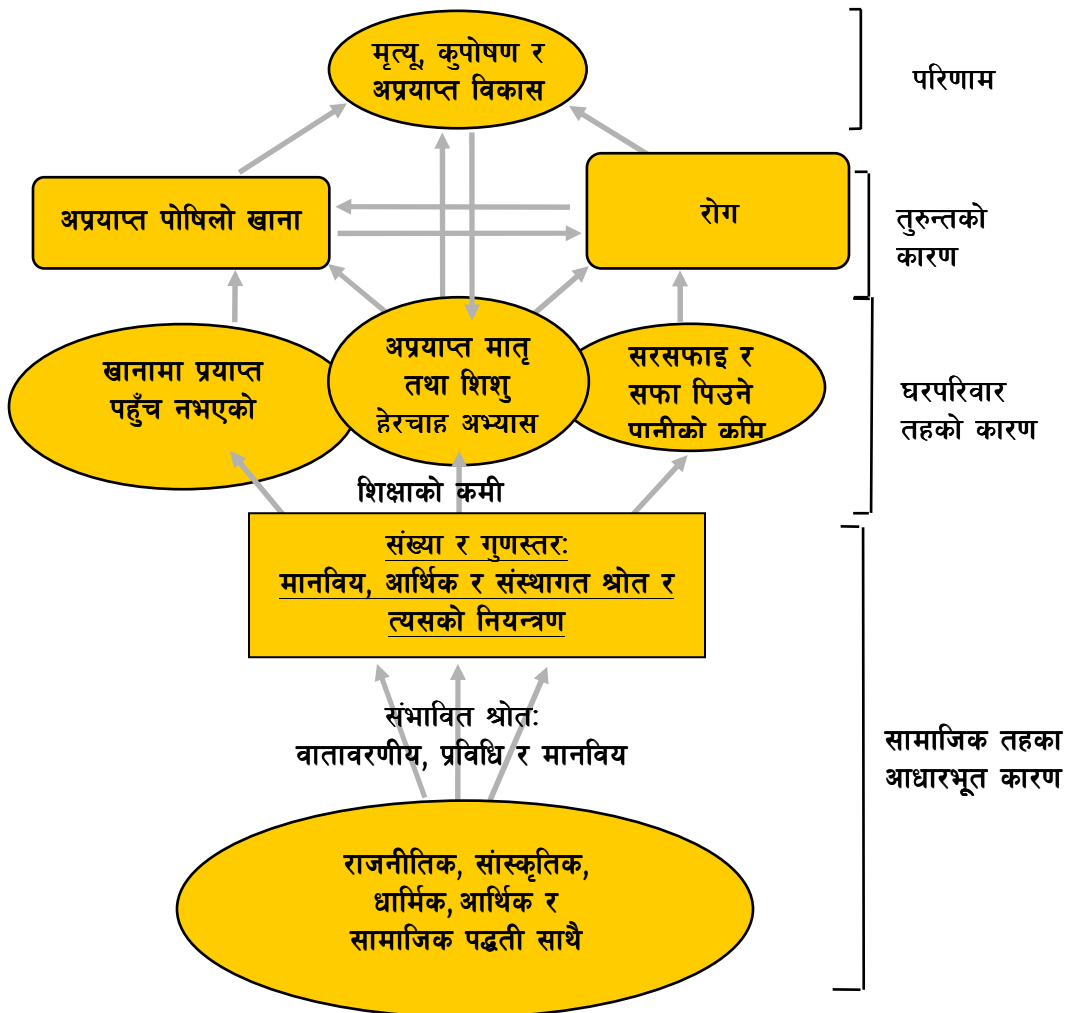 मृत्यू, कुपोषण र
अप्रयाप्त विकास
परिणाम
अप्रयाप्त पोषिलो खाना
रोग
तुरुन्तको
कारण
खानामा प्रयाप्त
पहुँच नभएको
अप्रयाप्त मातृ
तथा शिशु
हेरचाह अभ्यास
सरसफाइ र
सफा पिउने
पानीको कमि
घरपरिवार
तहको कारण
शिक्षाको कमी
संख्या र गुणस्तर:
मानविय, आर्थिक र संस्थागत श्रोत र
त्यसको नियन्त्रण
संभावित श्रोत:
वातावरणीय, प्रविधि र मानविय
सामाजिक तहका
आधारभूत कारण
राजनीतिक, सांस्कृतिक,
धार्मिक, आर्थिक र
सामाजिक पद्धती साथै